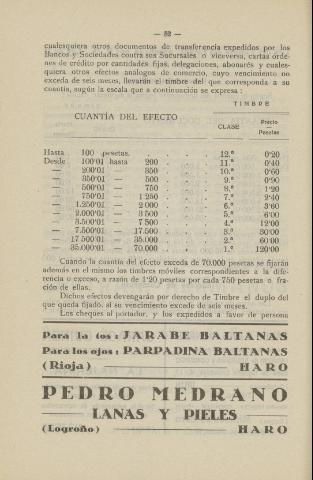 — 52 —
cualesquiera otros documentos de transferencia expedidos por los
Bancos y Sociedades contra sus Sucursales o viceversa, cartas órde-
nes de crédito por cantidades fijas, delegaciones, abonarés y cuales-
quiera otros efectos análogos de comercio, cuyo vencimiento no
exceda de seis meses, llevarán el timbre del que corresponda a su
cuantía, según la escala que a continuación se expresa:
TIMBRE
CUANTÍA DEL EFECTO
CLASE Precio — Pesetas
Hasta 100 pesetas. . . . . 12.ª 0'20
Desde 100'01 hasta 200 . . . 11.ª 0'40
— 200'01 — 350 . . . 10.ª 0'60
— 350'01 — 500 . . . 9.ª 0'90
— 500'01 — 750 . . . 8.ª 1'20
— 750'01 — 1.250 . . . 7.ª 2'40
— 1.250'01 — 2.000 . . . 6.ª 3'60
— 2.000'01 — 3.500 . . . 5.ª 6'00
— 3.500'01 — 7.500 . . . 4.ª 12'00
— 7.500'01 — 17.500 . . . 3.ª 30'00
— 17.500'01 — 35.000 . . . 2.ª 60'00
— 35.000'01 — 70.000 . . . 1.ª 120'00
Cuando la cuantía del efecto exceda de 70.000 pesetas se fijarán
además en el mismo los timbres móviles correspondientes a la dife-
rencia o exceso, a razón de 1'20 pesetas por cada 750 pesetas o fra-
ción de ellas.
Dichos efectos devengarán por derecho de Timbre el duplo del
que queda fijado, si su vencimiento excede de seis meses.
Los cheques al portador, y los expedidos a favor de persona
Para la tos: JARABE BALTANAS
Para los ojos: PARPADINA BALTANAS
(Rioja) HARO
PEDRO MEDRANO
LANAS Y PIELES
(Logroño) HARO